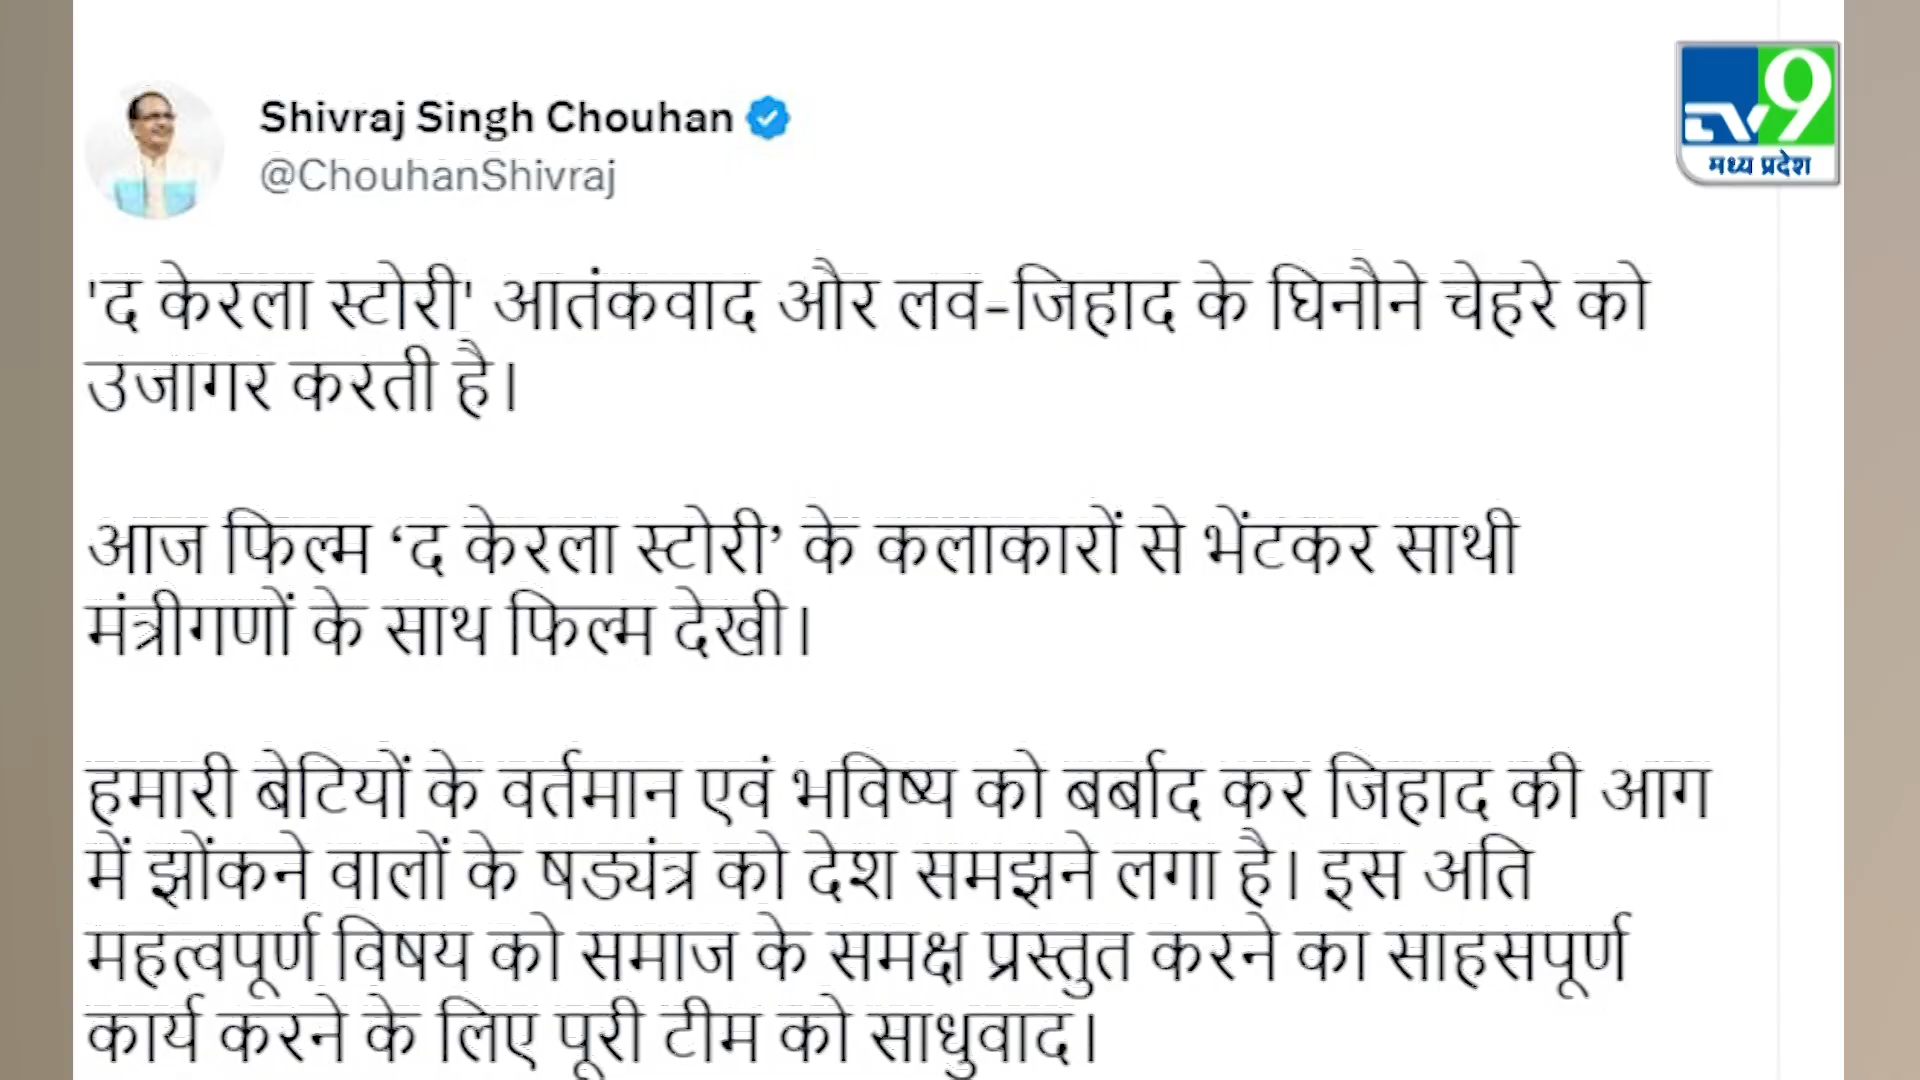 Shivraj Singh Chouhan
@ChouhanShivraj
TV9
मध्य प्रदेश
'द केरला स्टोरी' आतंकवाद और लव-जिहाद के घिनौने चेहरे को
उजागर करती है।
आज फिल्म ‘द केरला स्टोरी’ के कलाकारों से भेंटकर साथी
मंत्रीगणों के साथ फिल्म देखी।
हमारी बेटियों के वर्तमान एवं भविष्य को बर्बाद कर जिहाद की आग
में झोंकने वालों के षड्यंत्र को देश समझने लगा है। इस अति
महत्वपूर्ण विषय को समाज के समक्ष प्रस्तुत करने का साहसपूर्ण
कार्य करने के लिए पूरी टीम को साधुवाद।